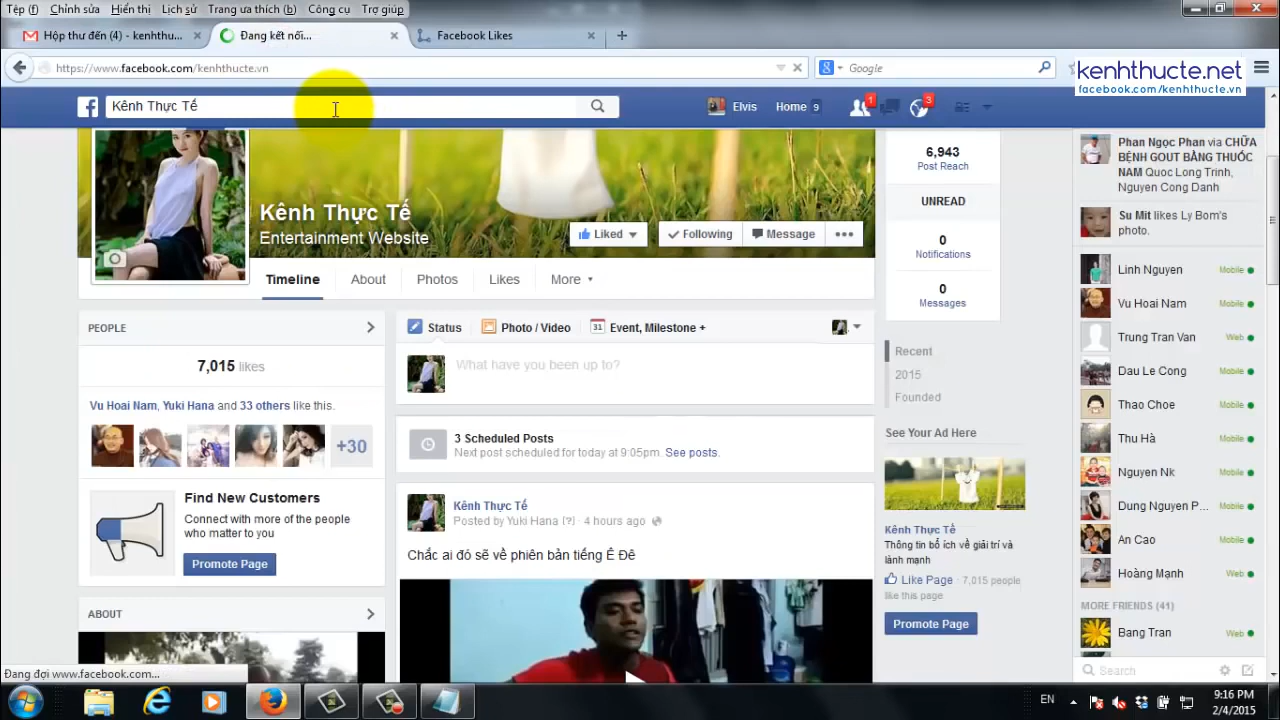 Tệp (f) Chỉnh sửa Hiển thị Lịch sử Trang ưa thích (b) Công cụ Trợ giúp
Hộp thư đến (4) - kenhthu... Đang kết nối... Facebook Likes
https://www.facebook.com/kenhthucte.vn Google
kenhthucte.net
facebook.com/kenhthucte.vn
Kênh Thực Tế Elvis Home 9 1 3
Kênh Thực Tế
Entertainment Website
Liked Following Message
Timeline About Photos Likes More
PEOPLE
7,015 likes
Vu Hoai Nam, Yuki Hana and 33 others like this.
+30
Find New Customers
Connect with more of the people
who matter to you
Promote Page
ABOUT
Status Photo / Video 31 Event, Milestone +
What have you been up to?
3 Scheduled Posts
Next post scheduled for today at 9:05pm. See posts.
Kênh Thực Tế
Posted by Yuki Hana [?] · 4 hours ago
Chắc ai đó sẽ về phiên bản tiếng Ê Đê
6,943
Post Reach
UNREAD
0
Notifications
0
Messages
Recent
2015
Founded
See Your Ad Here
Kênh Thực Tế
Thông tin bổ ích về giải trí và
lành mạnh
Like Page · 7,015 people
like this page
Promote Page
Phan Ngọc Phan via CHỮA
BỆNH GOUT BẰNG THUỐC
NAM Quoc Long Trinh,
Nguyen Cong Danh
Su Mit likes Ly Bom's
photo.
Linh Nguyen Mobile
Vu Hoai Nam Mobile
Trung Tran Van Web
Dau Le Cong Mobile
Thao Choe Mobile
Thu Hà Mobile
Nguyen Nk Mobile
Dung Nguyen P... Mobile
An Cao Mobile
Hoàng Mạnh Web
MORE FRIENDS (41)
Bang Tran Web
Search
Đang đợi www.facebook.com...
EN 9:16 PM
2/4/2015